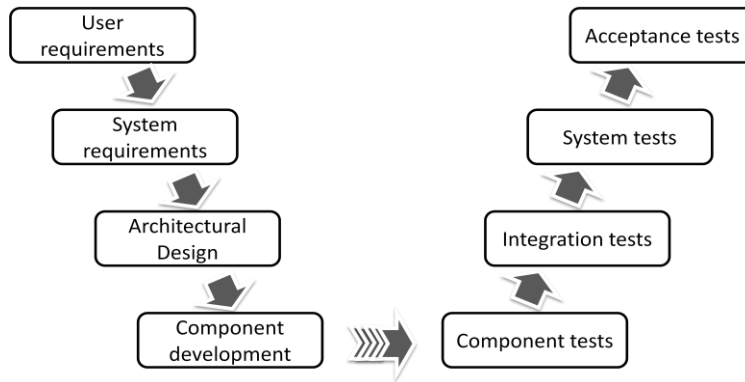 User
requirements
System
requirements
Architectural
Design
Component
development
Component tests
Integration tests
System tests
Acceptance tests